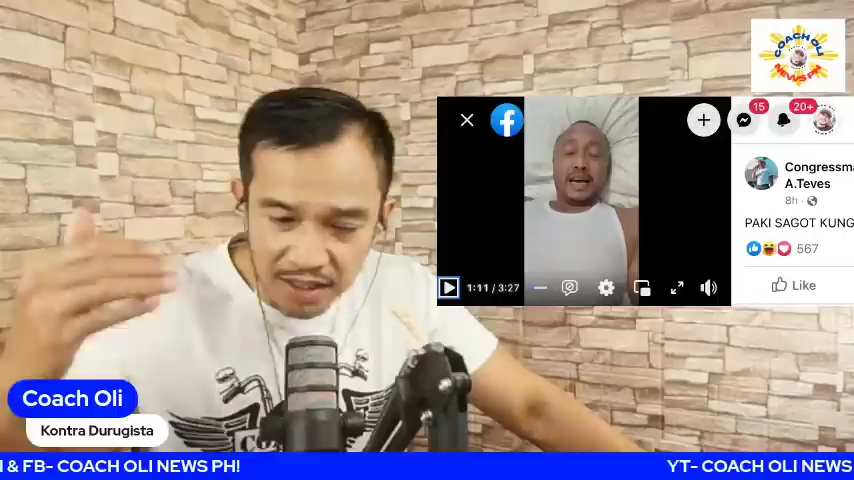 COACH OLI
NEWS PH
15
20+
Congressma
A.Teves
8h ·
PAKI SAGOT KUNG
567
1:11 / 3:27
Like
Coach Oli
Kontra Durugista
I & FB- COACH OLI NEWS PH!
YT- COACH OLI NEWS